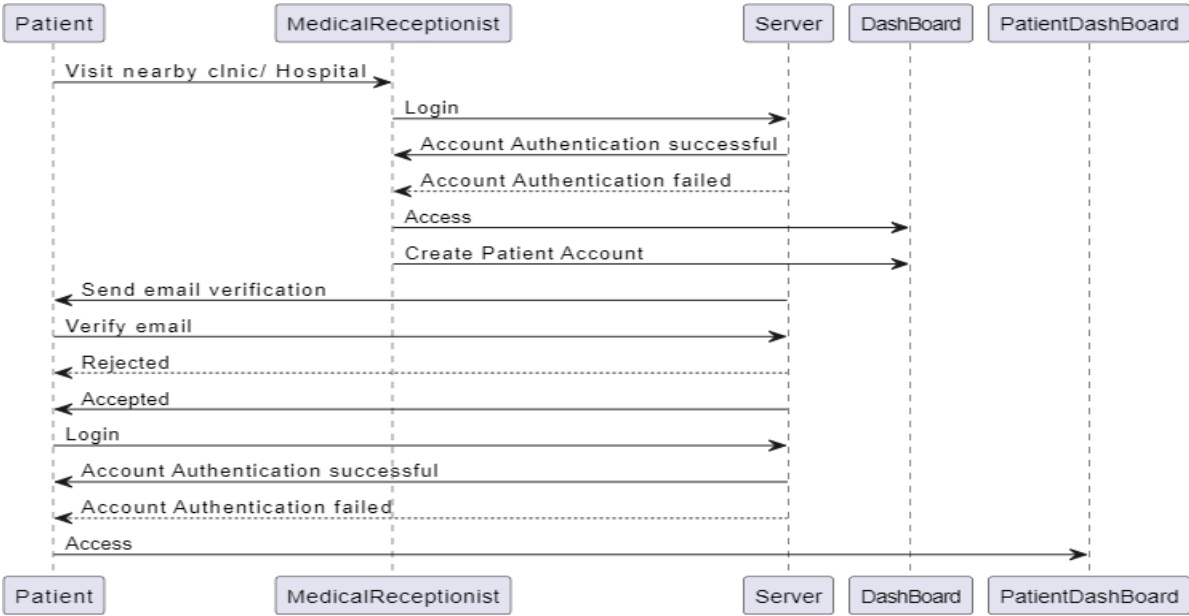 Patient
MedicalReceptionist
Server
DashBoard
PatientDashBoard
Visit nearby clnic/ Hospital
Login
Account Authentication successful
Account Authentication failed
Access
Create Patient Account
Send email verification
Verify email
Rejected
Accepted
Login
Account Authentication successful
Account Authentication failed
Access
Patient
MedicalReceptionist
Server
DashBoard
PatientDashBoard